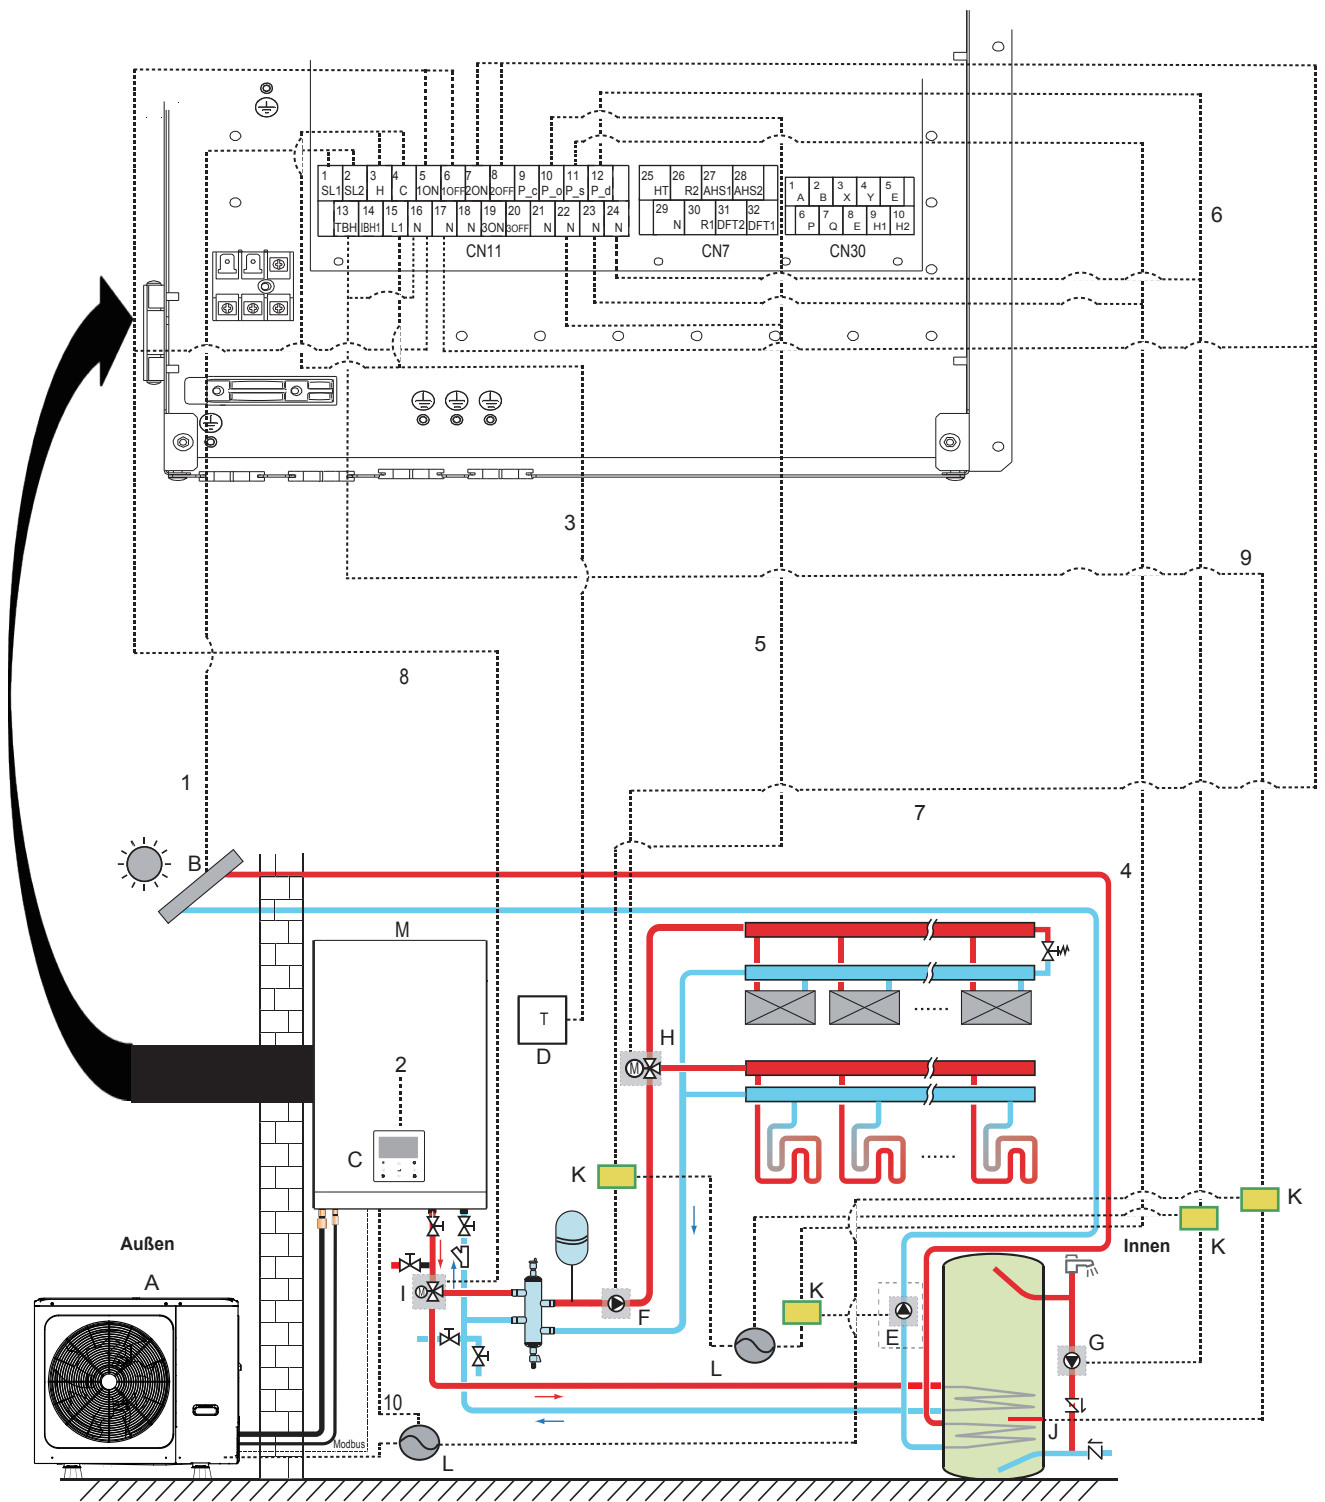 1 2 3 4 5 6 7 8 9 10 11 12
SL1 SL2 H C 1ON 1OFF 2ON 2OFF P_c P_o P_s P_d
13 14 15 16 17 18 19 20 21 22 23 24
TBH IBH1 L1 N N N 3ON 3OFF N N N N
CN11
25 26 27 28
HT R2 AHS1 AHS2
29 30 31 32
N R1 DFT2 DFT1
CN7
1 2 3 4 5
A B X Y E
6 7 8 9 10
P Q E H1 H2
CN30
6
3
9
5
8
1
7
B
4
M
T
D
H
2
C
K
K
K
Außen
Innen
A
I
K
F
E
G
L
10
J
Modbus
L
M
M